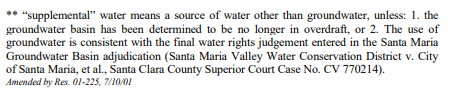 ** “supplemental” water means a source of water other than groundwater, unless: 1. the
groundwater basin has been determined to be no longer in overdraft, or 2. The use of
groundwater is consistent with the final water rights judgement entered in the Santa Maria
Groundwater Basin adjudication (Santa Maria Valley Water Conservation District v. City
of Santa Maria, et al., Santa Clara County Superior Court Case No. CV 770214).
Amended by Res. 01-225, 7/10/01